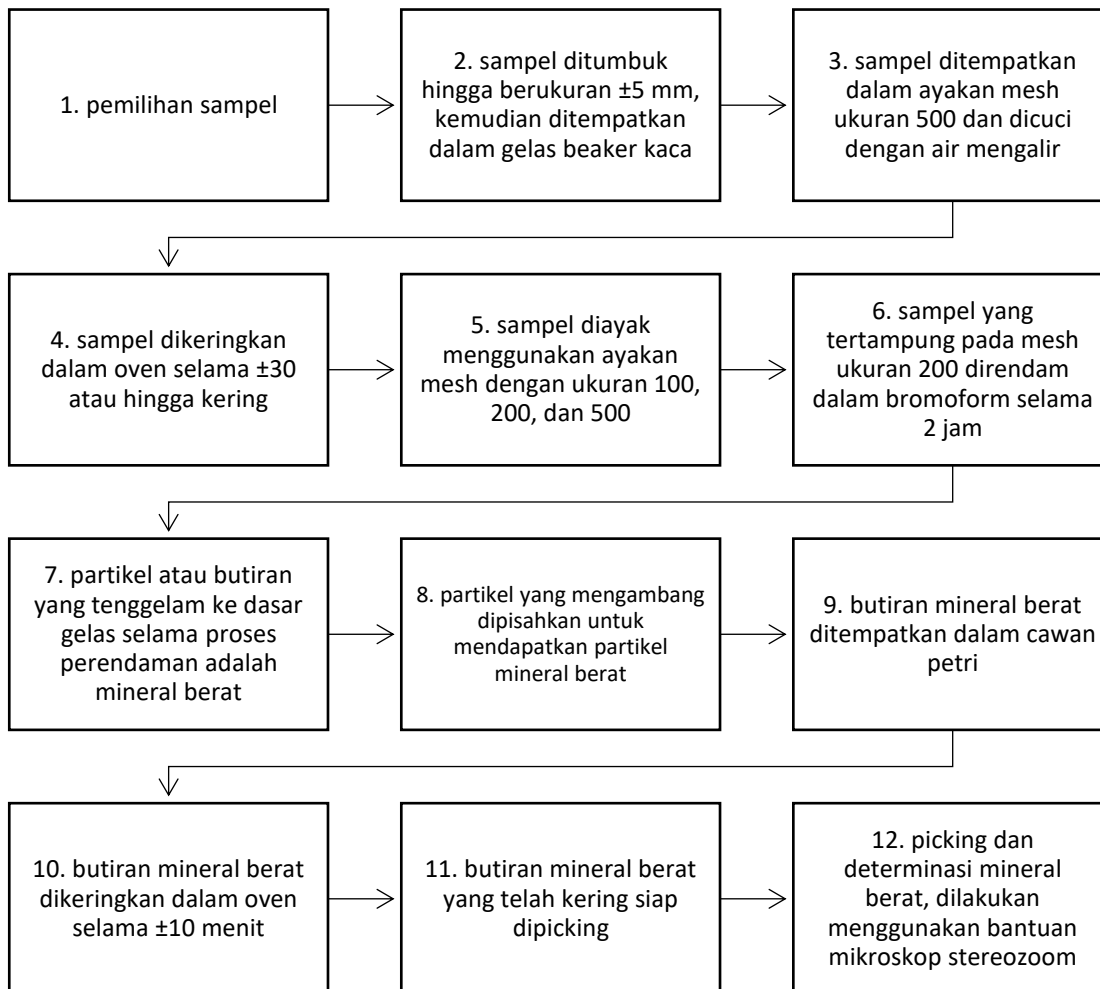 1. pemilihan sampel
2. sampel ditumbuk
hingga berukuran ±5 mm,
kemudian ditempatkan
dalam gelas beaker kaca
3. sampel ditempatkan
dalam ayakan mesh
ukuran 500 dan dicuci
dengan air mengalir
4. sampel dikeringkan
dalam oven selama ±30
atau hingga kering
5. sampel diayak
menggunakan ayakan
mesh dengan ukuran 100,
200, dan 500
6. sampel yang
tertampung pada mesh
ukuran 200 direndam
dalam bromoform selama
2 jam
7. partikel atau butiran
yang tenggelam ke dasar
gelas selama proses
perendaman adalah
mineral berat
8. partikel yang mengambang
dipisahkan untuk
mendapatkan partikel
mineral berat
9. butiran mineral berat
ditempatkan dalam cawan
petri
10. butiran mineral berat
dikeringkan dalam oven
selama ±10 menit
11. butiran mineral berat
yang telah kering siap
dipicking
12. picking dan
determinasi mineral
berat, dilakukan
menggunakan bantuan
mikroskop stereozoom